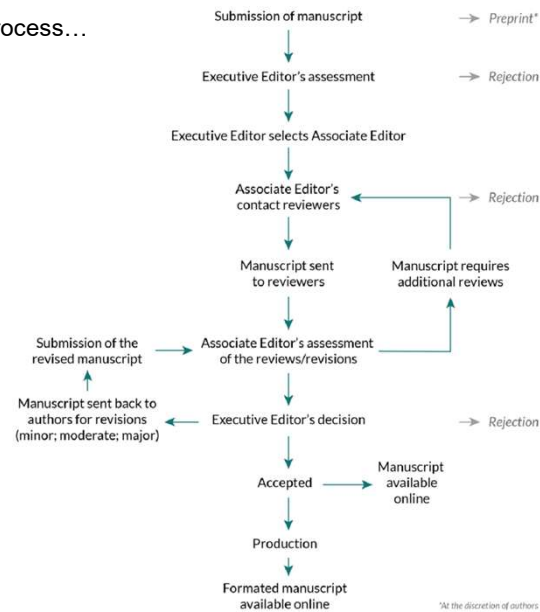 Submission of manuscript
Preprint*
ocess…
Executive Editor's assessment
Rejection
Executive Editor selects Associate Editor
Associate Editor's
contact reviewers
Rejection
Manuscript sent
to reviewers
Manuscript requires
additional reviews
Submission of the
revised manuscript
Associate Editor's assessment
of the reviews/revisions
Manuscript sent back to
authors for revisions
(minor; moderate; major)
Executive Editor's decision
Rejection
Accepted
Manuscript
available
online
Production
Formated manuscript
available online
*At the discretion of authors